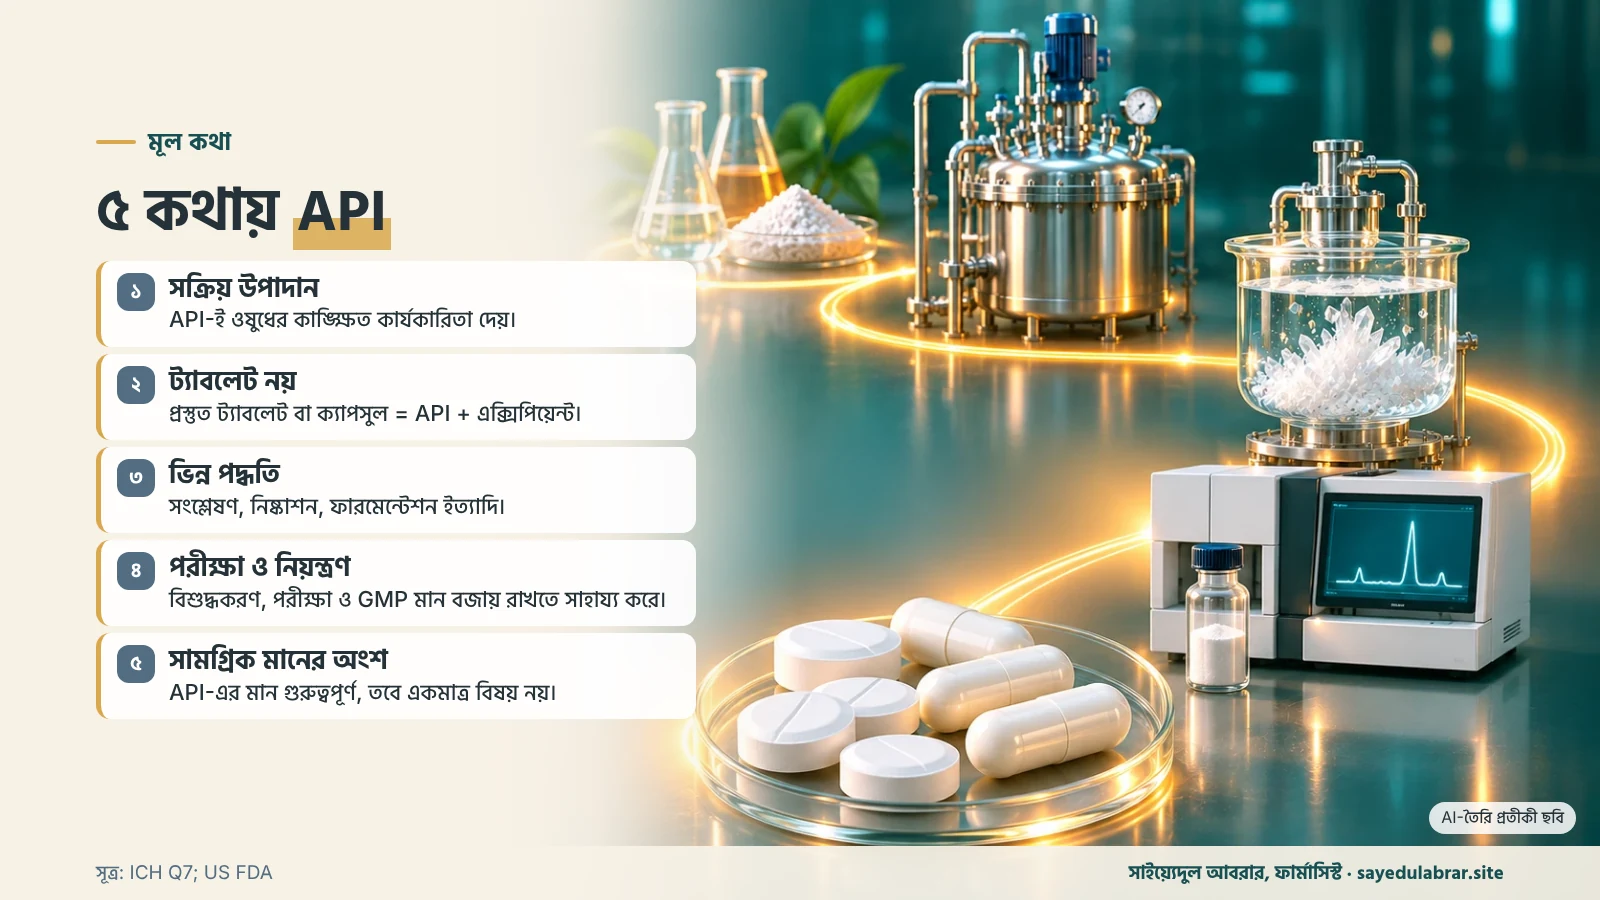 মূল কথা
৫ কথায় API
১
সক্রিয় উপাদান
API-ই ওষুধের কাঙ্ক্ষিত কার্যকারিতা দেয়।
২
ট্যাবলেট নয়
প্রস্তুত ট্যাবলেট বা ক্যাপসুল = API + এক্সিপিয়েন্ট।
৩
ভিন্ন পদ্ধতি
সংশ্লেষণ, নিষ্কাশন, ফারমেন্টেশন ইত্যাদি।
৪
পরীক্ষা ও নিয়ন্ত্রণ
বিশুদ্ধকরণ, পরীক্ষা ও GMP মান বজায় রাখতে সাহায্য করে।
৫
সামগ্রিক মানের অংশ
API-এর মান গুরুত্বপূর্ণ, তবে একমাত্র বিষয় নয়।
AI-তৈরি প্রতীকী ছবি
সূত্র: ICH Q7; US FDA
সাইয়েদুল আবরার, ফার্মাসিস্ট · sayedulabrar.site